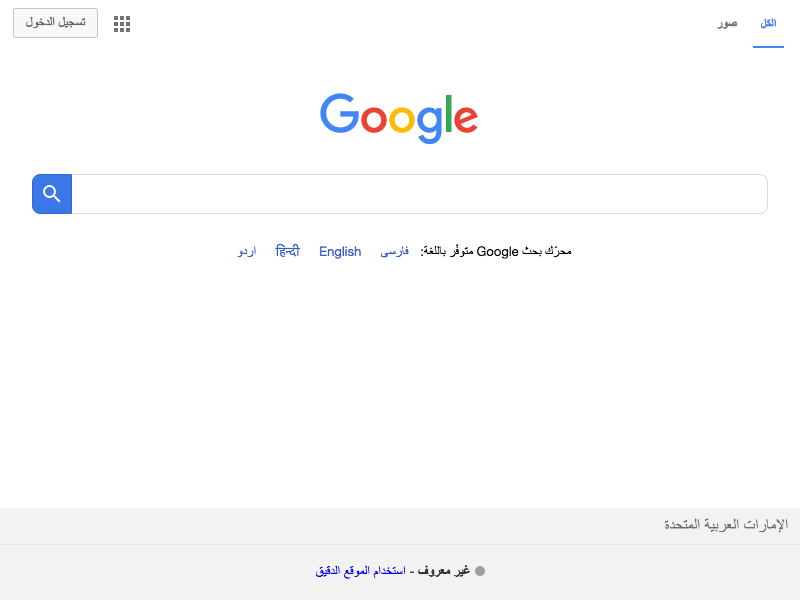 الكل
صور
تسجيل الدخول
Google
محرّك بحث Google متوفّر باللغة: فارسی English हिन्दी اردو
الإمارات العربية المتحدة
غير معروف - استخدام الموقع الدقيق